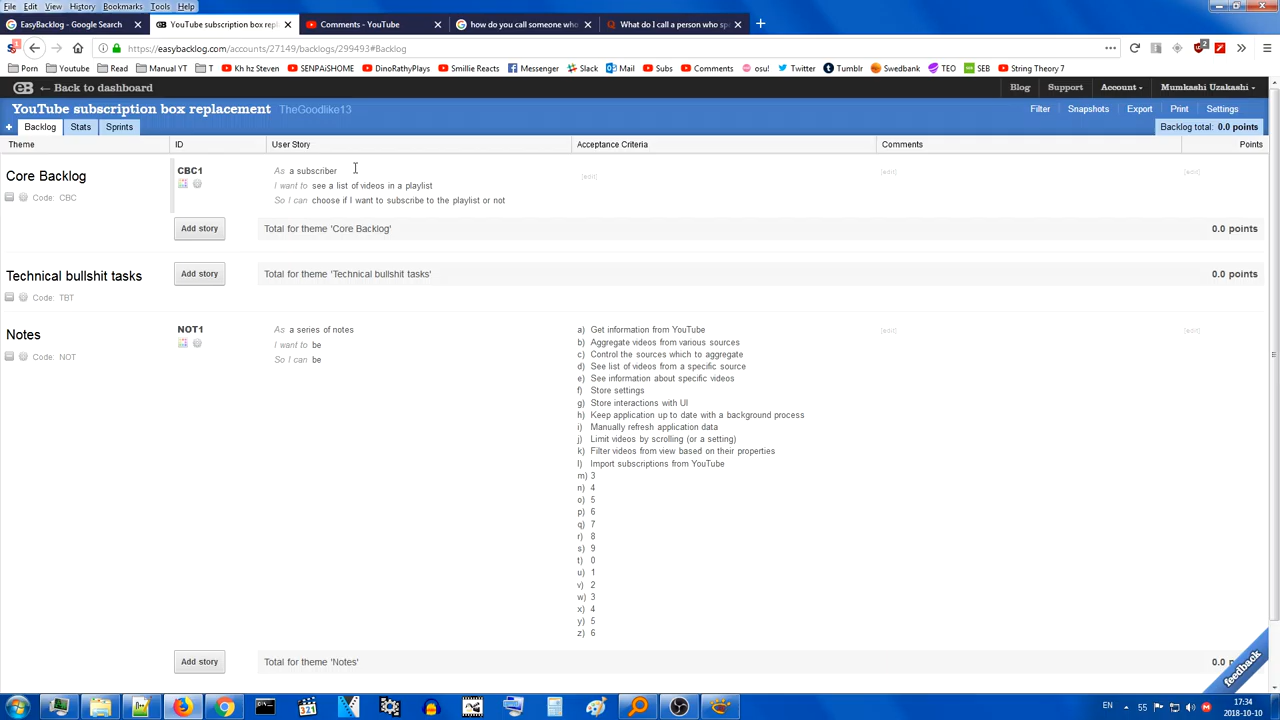 File Edit View History Bookmarks Tools Help
EasyBacklog - Google Search YouTube subscription box repl Comments - YouTube how do you call someone who What do I call a person who sp
https://easybacklog.com/accounts/27149/backlogs/299493#Backlog
Porn Youtube Read Manual YT T Kh hz Steven SENPAiSHOME DinoRathyPlays Smillie Reacts Messenger Slack Mail Subs Comments osu! Twitter Tumblr Swedbank TEO SEB String Theory 7
Back to dashboard Blog Support Account Mumkashi Uzakashi
YouTube subscription box replacement TheGoodlike13 Filter Snapshots Export Print Settings
Backlog Stats Sprints Backlog total: 0.0 points
Theme ID User Story Acceptance Criteria Comments Points
Core Backlog CBC1 As a subscriber [edit] [edit] [edit]
I want to see a list of videos in a playlist
Code: CBC So I can choose if I want to subscribe to the playlist or not
Add story Total for theme 'Core Backlog' 0.0 points
Technical bullshit tasks Add story Total for theme 'Technical bullshit tasks' 0.0 points
Code: TBT
Notes NOT1 As a series of notes a) Get information from YouTube [edit] [edit]
I want to be b) Aggregate videos from various sources
Code: NOT So I can be c) Control the sources which to aggregate
d) See list of videos from a specific source
e) See information about specific videos
f) Store settings
g) Store interactions with UI
h) Keep application up to date with a background process
i) Manually refresh application data
j) Limit videos by scrolling (or a setting)
k) Filter videos from view based on their properties
l) Import subscriptions from YouTube
m) 3
n) 4
o) 5
p) 6
q) 7
r) 8
s) 9
t) 0
u) 1
v) 2
w) 3
x) 4
y) 5
z) 6
Add story Total for theme 'Notes' 0.0
feedback
EN 55 17:34
2018-10-10